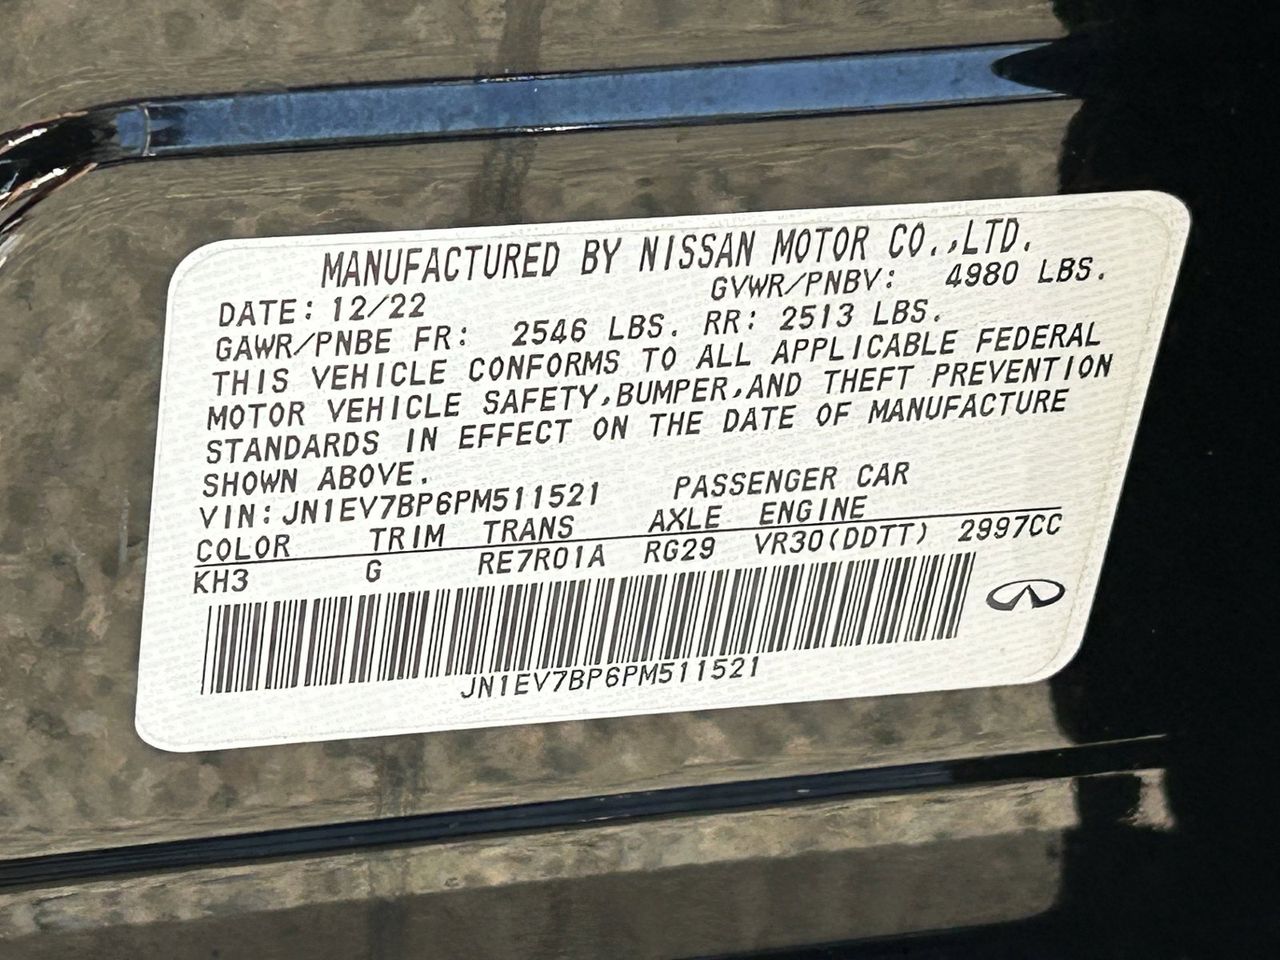 MANUFACTURED BY NISSAN MOTOR CO.,LTD.
DATE: 12/22 GVWR/PNBV: 4980 LBS.
GAWR/PNBE FR: 2546 LBS. RR: 2513 LBS.
THIS VEHICLE CONFORMS TO ALL APPLICABLE FEDERAL
MOTOR VEHICLE SAFETY,BUMPER,AND THEFT PREVENTION
STANDARDS IN EFFECT ON THE DATE OF MANUFACTURE
SHOWN ABOVE.
VIN: JN1EV7BP6PM511521 PASSENGER CAR
COLOR TRIM TRANS AXLE ENGINE
KH3 G RE7R01A RG29 VR30(DDTT) 2997CC
JN1EV7BP6PM511521